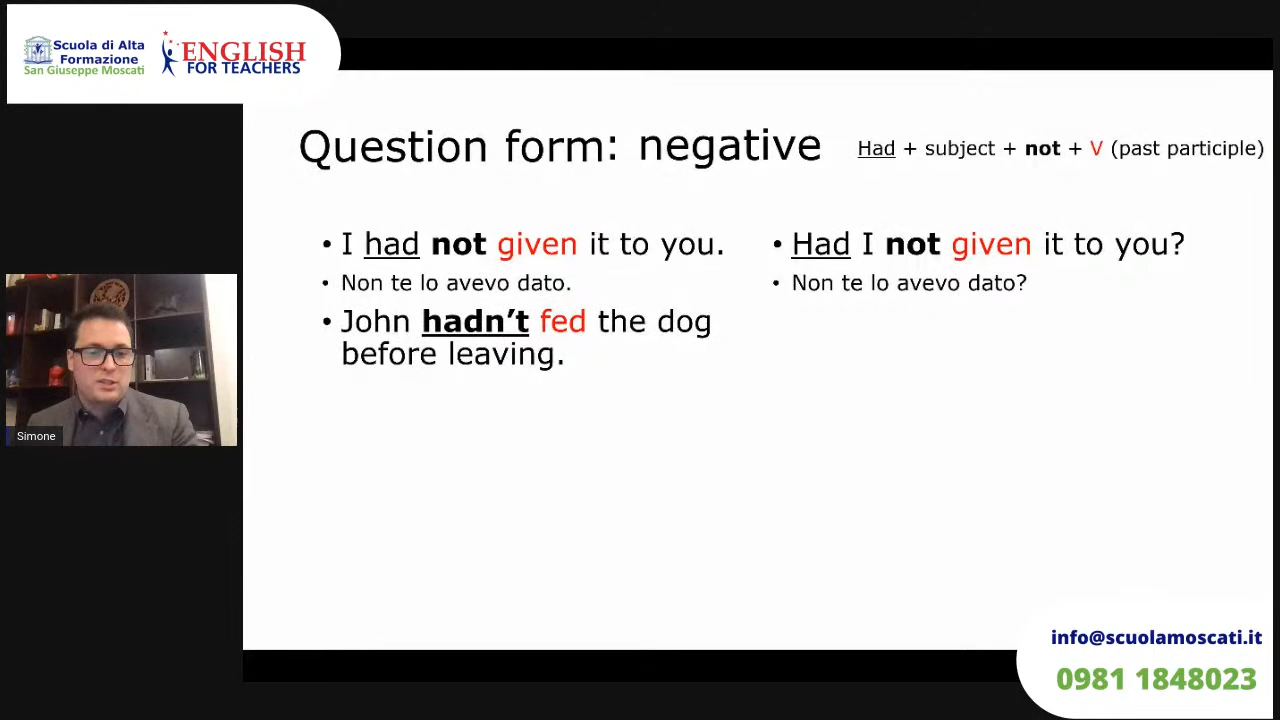 Scuola di Alta
Formazione
San Giuseppe Moscati
ENGLISH
FOR TEACHERS
Question form: negative
Had + subject + not + V (past participle)
• I had not given it to you.
• Non te lo avevo dato.
• John hadn’t fed the dog
before leaving.
• Had I not given it to you?
• Non te lo avevo dato?
Simone
info@scuolamoscati.it
0981 1848023